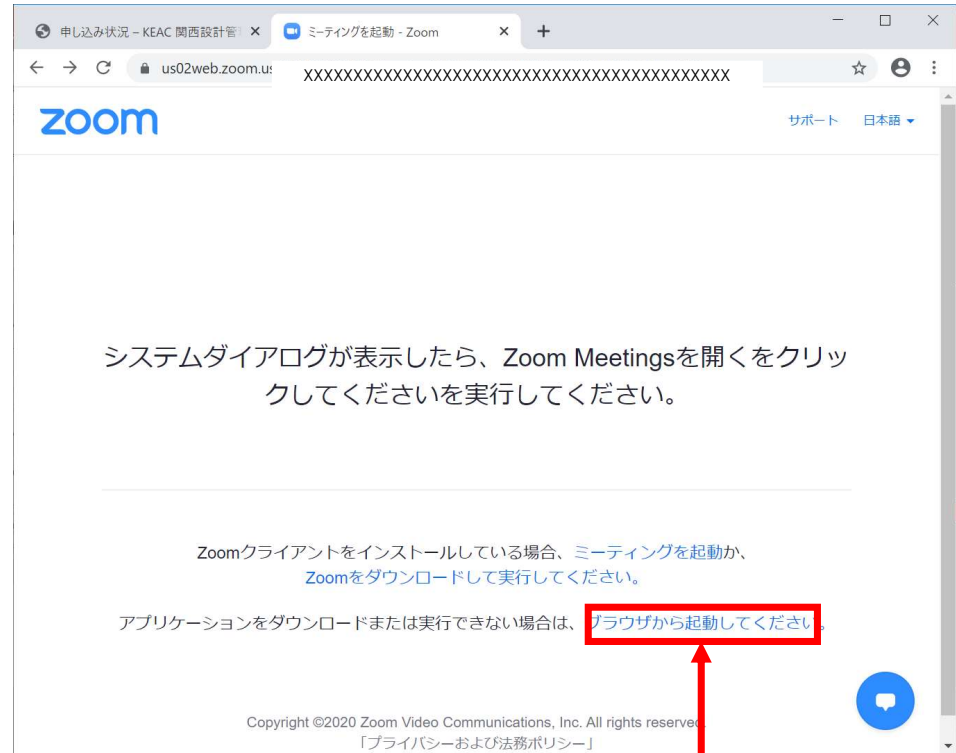 申し込み状況 – KEAC 関西設計管
ミーティングを起動 - Zoom
us02web.zoom.us
XXXXXXXXXXXXXXXXXXXXXXXXXXXXXXXXXXXXXXXXXXX
zoom
サポート 日本語
システムダイアログが表示したら、Zoom Meetingsを開くをクリッ
クしてくださいを実行してください。
Zoomクライアントをインストールしている場合、ミーティングを起動か、
Zoomをダウンロードして実行してください。
アプリケーションをダウンロードまたは実行できない場合は、ブラウザから起動してください。
Copyright ©2020 Zoom Video Communications, Inc. All rights reserved.
「プライバシーおよび法務ポリシー」